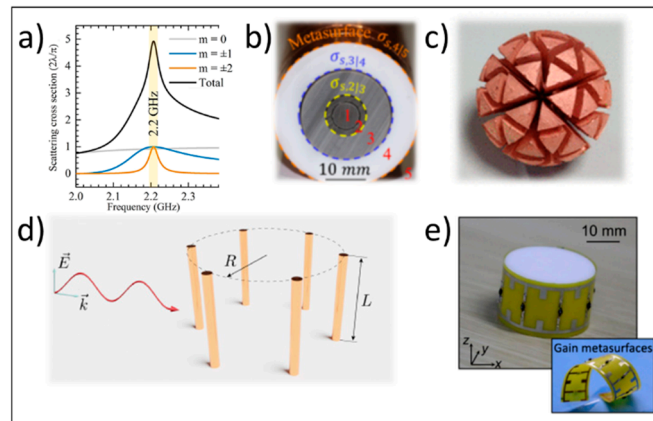 a)
5
4
3
2
1
0
Scattering cross section (2λ/π)
m = 0
m = ±1
m = ±2
Total
2.2 GHz
2.0 2.1 2.2 2.3
Frequency (GHz)
b)
Metasurface σs,4|5
σs,3|4
σs,2|3
1
2
3
4
5
10 mm
c)
d)
E⃗
k⃗
R
L
e)
10 mm
z
y
x
Gain metasurfaces